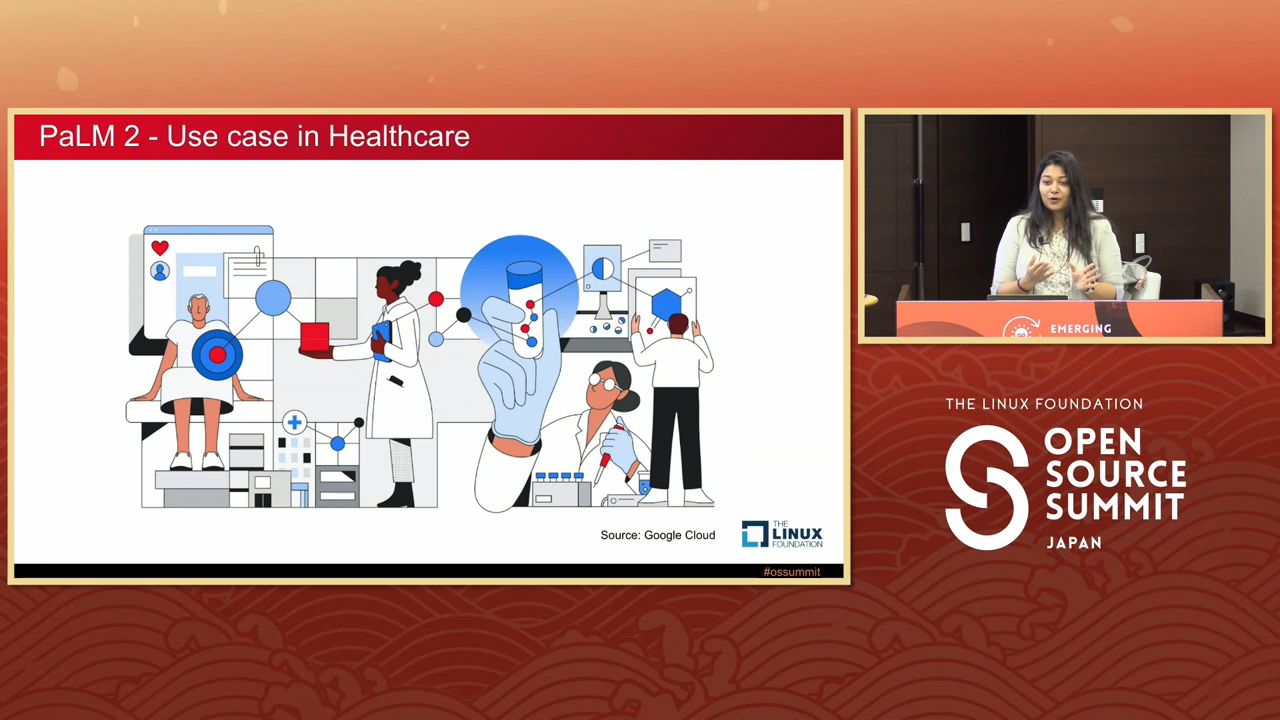 PaLM 2 - Use case in Healthcare
Source: Google Cloud
THE
LINUX
FOUNDATION
#ossummit
EMERGING
THE LINUX FOUNDATION
OPEN
SOURCE
SUMMIT
JAPAN